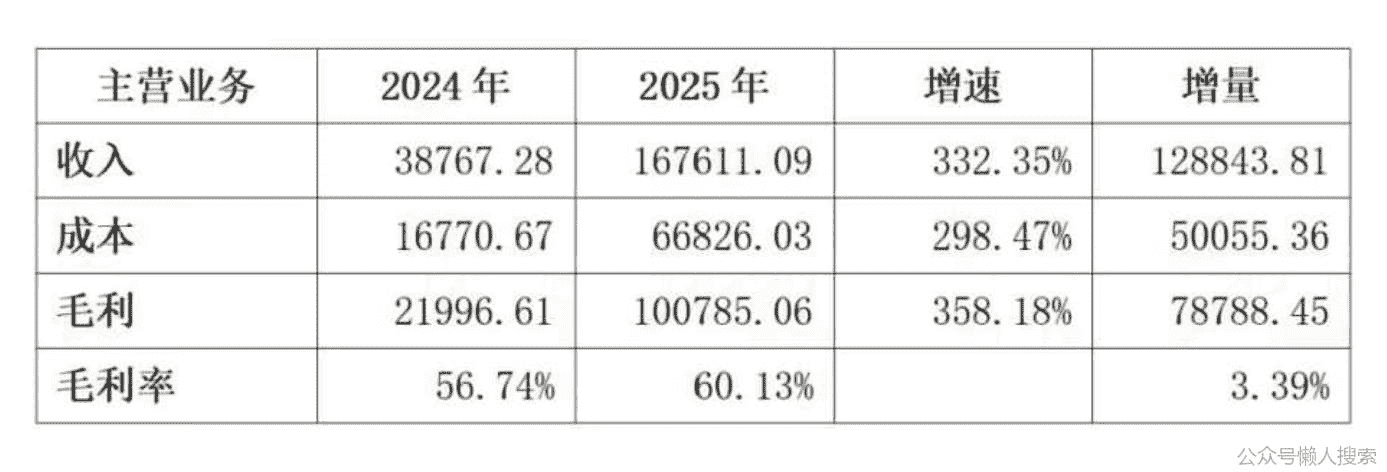 主营业务 2024年 2025年 增速 增量
收入 38767.28 167611.09 332.35% 128843.81
成本 16770.67 66826.03 298.47% 50055.36
毛利 21996.61 100785.06 358.18% 78788.45
毛利率 56.74% 60.13% 3.39%
公众号懒人搜索